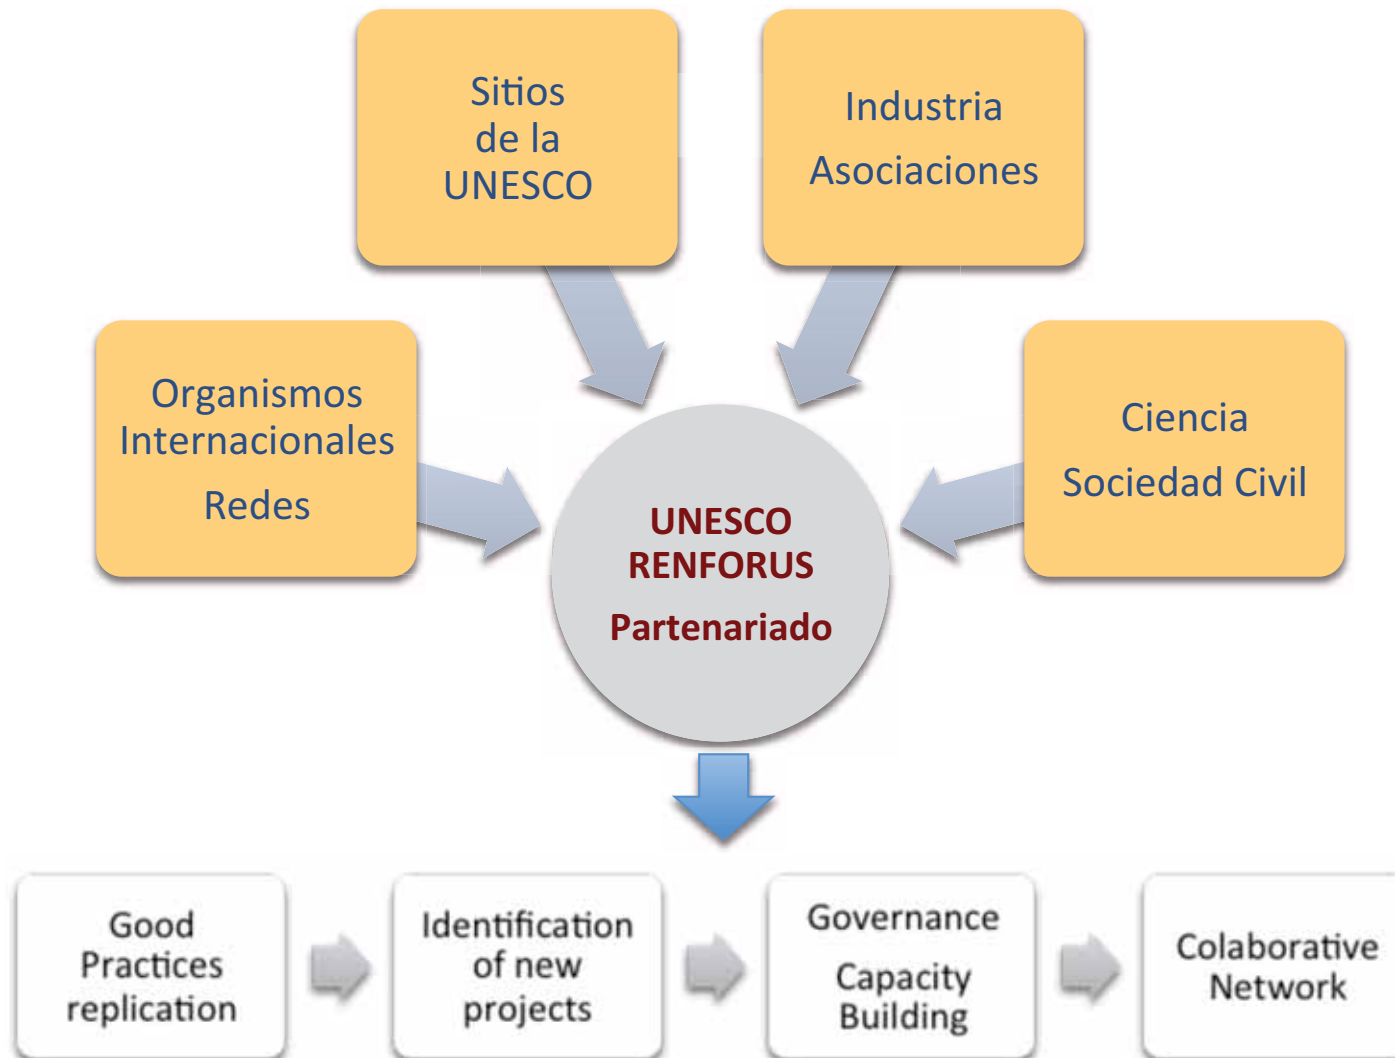 Sitios
de la
UNESCO
Industria
Asociaciones
Organismos
Internacionales
Redes
Ciencia
Sociedad Civil
UNESCO
RENFORUS
Partenariado
Good
Practices
replication
Identification
of new
projects
Governance
Capacity
Building
Colaborative
Network